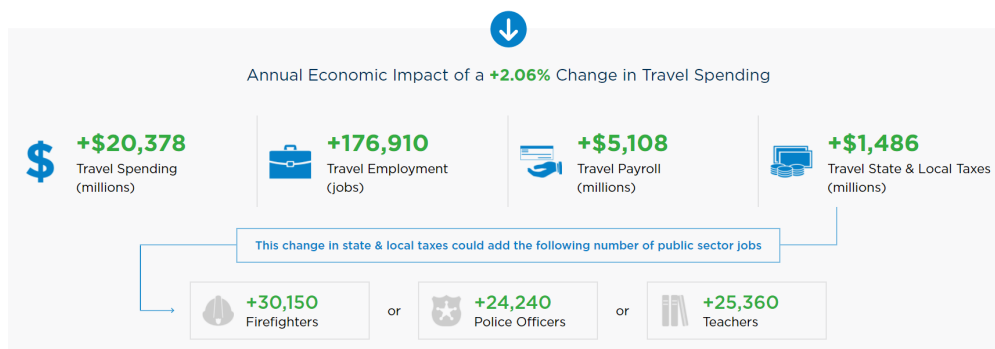 Annual Economic Impact of a +2.06% Change in Travel Spending
+$20,378
Travel Spending
(millions)
+176,910
Travel Employment
(jobs)
+$5,108
Travel Payroll
(millions)
+$1,486
Travel State & Local Taxes
(millions)
This change in state & local taxes could add the following number of public sector jobs
+30,150
Firefighters
or
+24,240
Police Officers
or
+25,360
Teachers